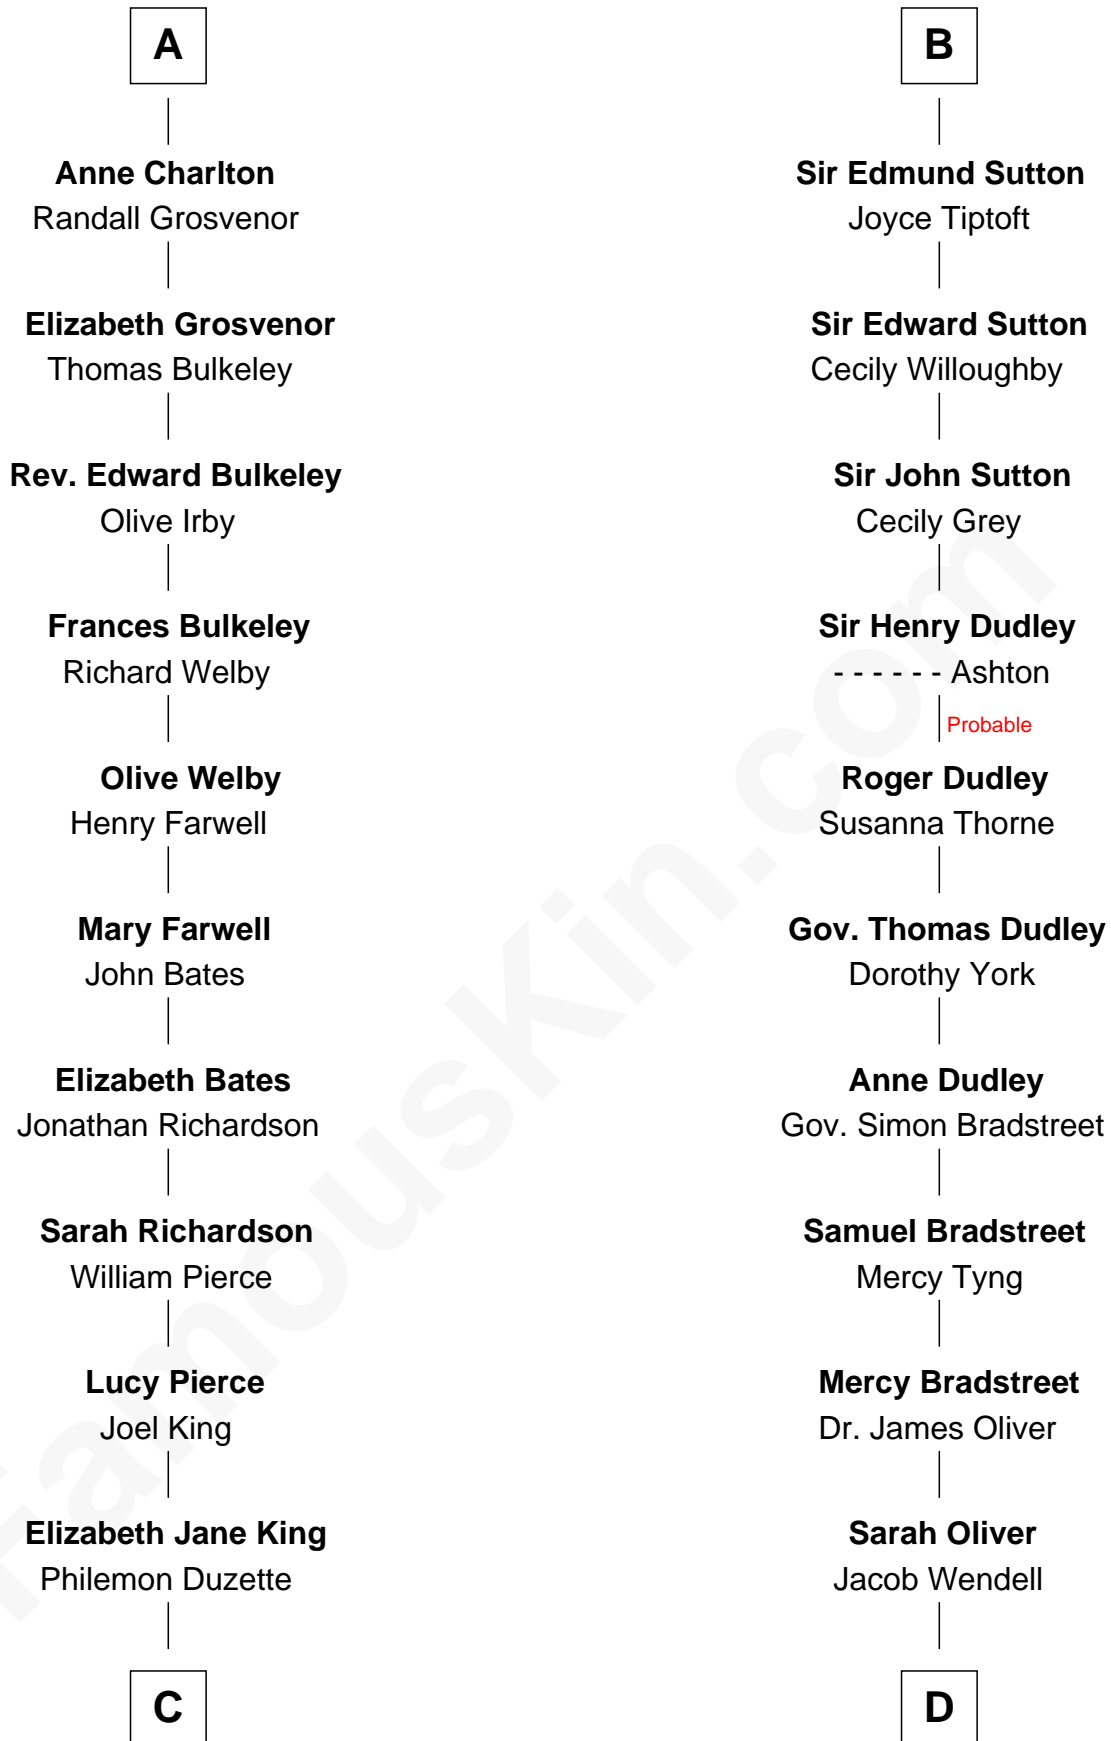 A
Anne Charlton
Randall Grosvenor
Elizabeth Grosvenor
Thomas Bulkeley
Rev. Edward Bulkeley
Olive Irby
Frances Bulkeley
Richard Welby
Olive Welby
Henry Farwell
Mary Farwell
John Bates
Elizabeth Bates
Jonathan Richardson
Sarah Richardson
William Pierce
Lucy Pierce
Joel King
Elizabeth Jane King
Philemon Duzette
C
B
Sir Edmund Sutton
Joyce Tiptoft
Sir Edward Sutton
Cecily Willoughby
Sir John Sutton
Cecily Grey
Sir Henry Dudley
- - - - - - Ashton
Probable
Roger Dudley
Susanna Thorne
Gov. Thomas Dudley
Dorothy York
Anne Dudley
Gov. Simon Bradstreet
Samuel Bradstreet
Mercy Tyng
Mercy Bradstreet
Dr. James Oliver
Sarah Oliver
Jacob Wendell
D
FamousKin.com